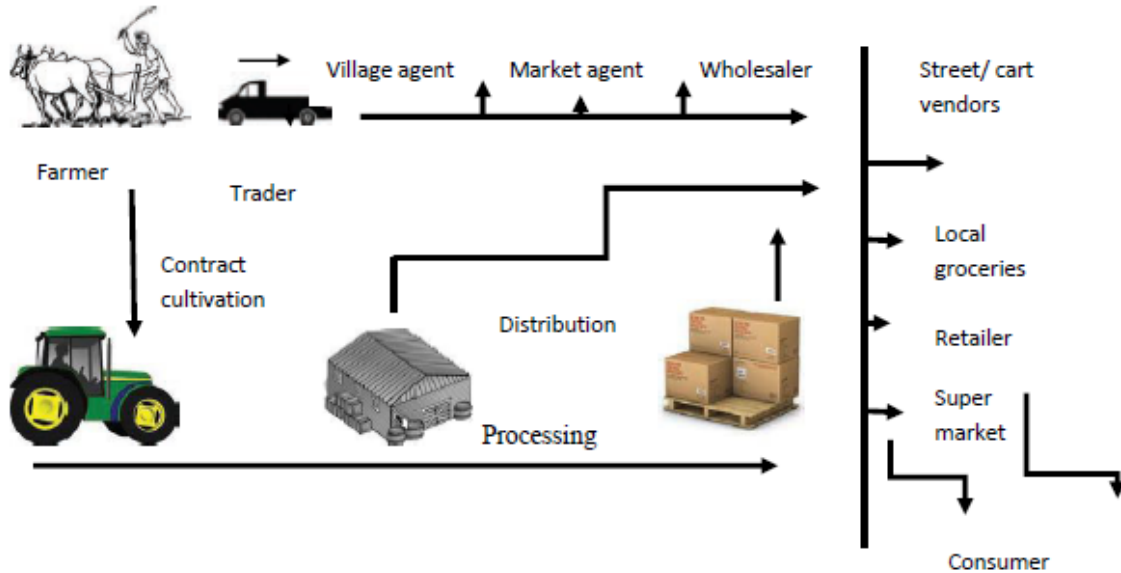 Village agent
Market agent
Wholesaler
Street/ cart
vendors
Farmer
Trader
Contract
cultivation
Local
groceries
Distribution
Retailer
Super
market
Processing
Consumer